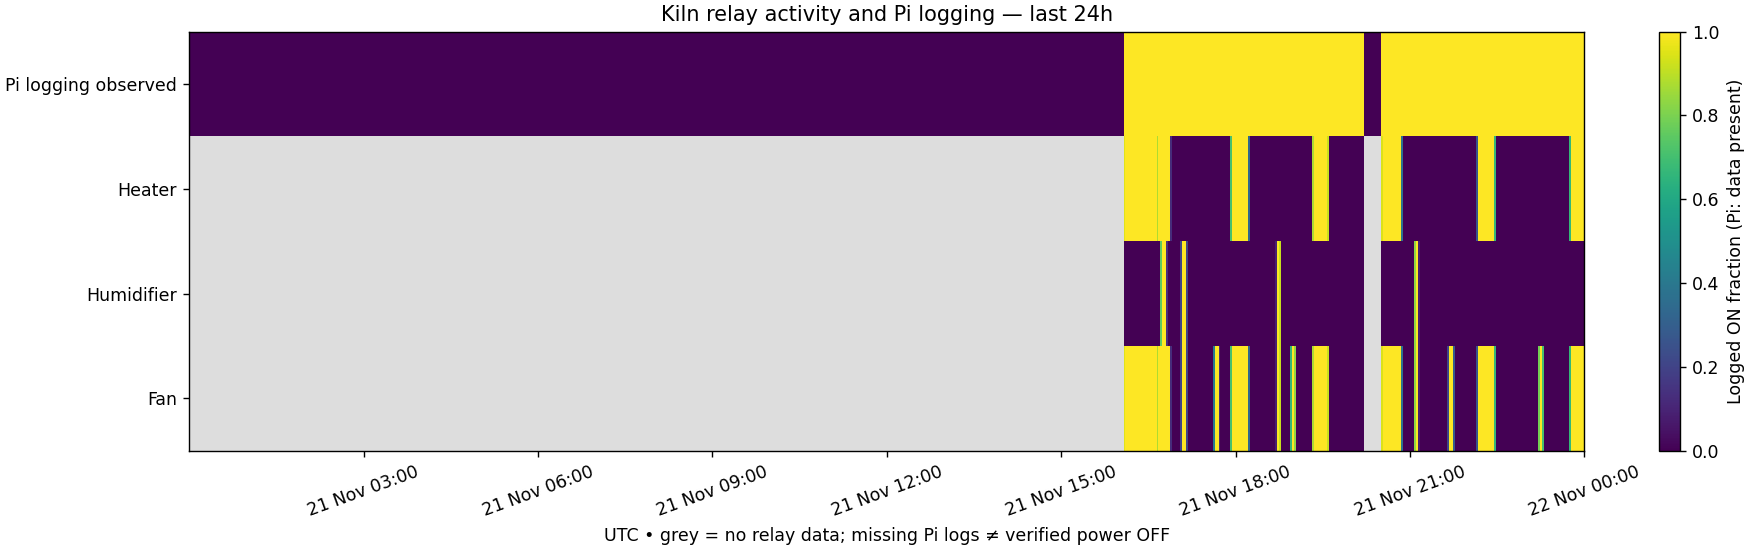 Kiln relay activity and Pi logging — last 24h
Pi logging observed
Heater
Humidifier
Fan
21 Nov 03:00
21 Nov 06:00
21 Nov 09:00
21 Nov 12:00
21 Nov 15:00
21 Nov 18:00
21 Nov 21:00
22 Nov 00:00
UTC • grey = no relay data; missing Pi logs ≠ verified power OFF
1.0
0.8
0.6
0.4
0.2
0.0
Logged ON fraction (Pi: data present)